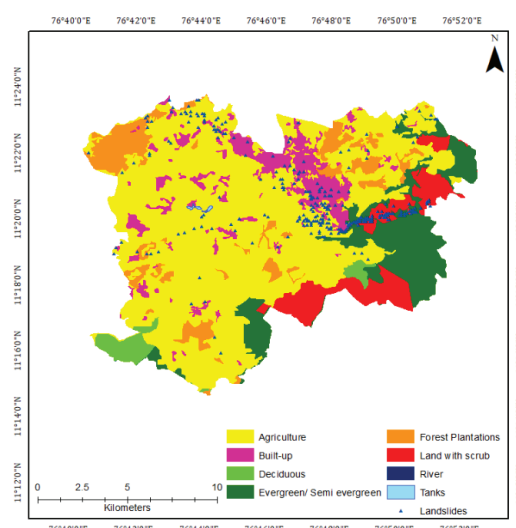 76°40'0"E 76°42'0"E 76°44'0"E 76°46'0"E 76°48'0"E 76°50'0"E 76°52'0"E
N
11°24'0"N
11°22'0"N
11°20'0"N
11°18'0"N
11°16'0"N
11°14'0"N
11°12'0"N
Agriculture
Built-up
Deciduous
Evergreen/ Semi evergreen
Forest Plantations
Land with scrub
River
Tanks
Landslides
0 2.5 5 10
Kilometers